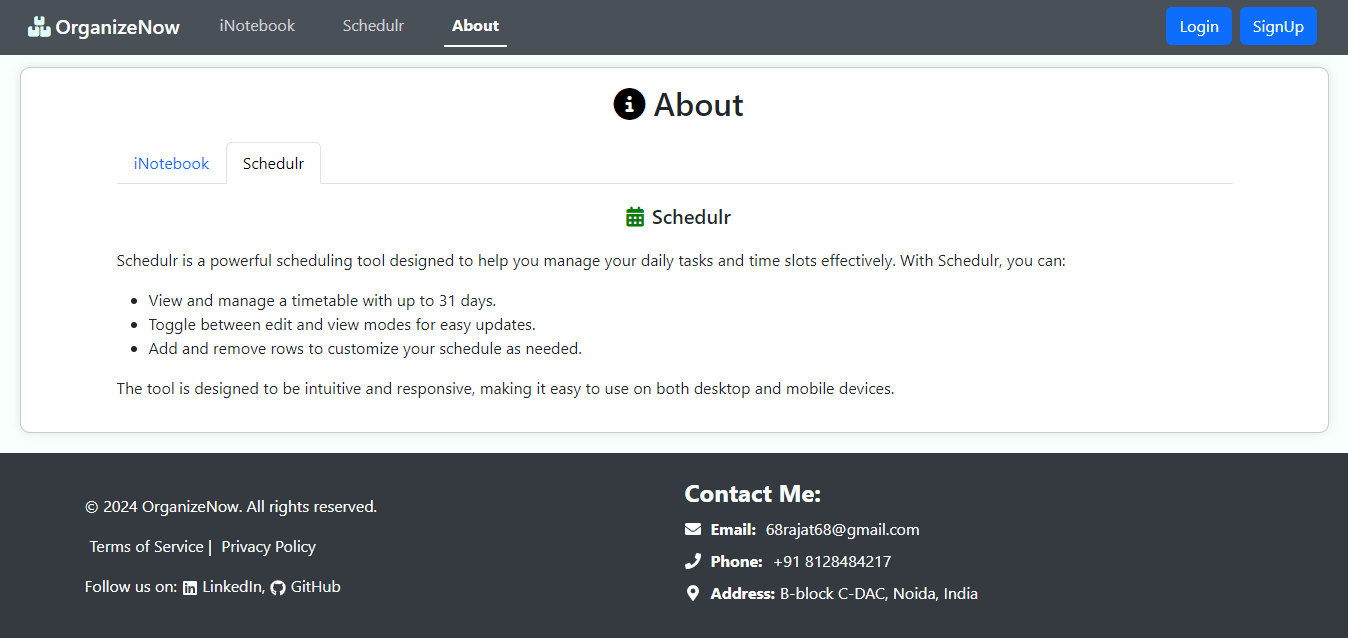 OrganizeNow iNotebook Schedulr About Login SignUp
About
iNotebook Schedulr
Schedulr
Schedulr is a powerful scheduling tool designed to help you manage your daily tasks and time slots effectively. With Schedulr, you can:
View and manage a timetable with up to 31 days.
Toggle between edit and view modes for easy updates.
Add and remove rows to customize your schedule as needed.
The tool is designed to be intuitive and responsive, making it easy to use on both desktop and mobile devices.
© 2024 OrganizeNow. All rights reserved.
Terms of Service | Privacy Policy
Follow us on: LinkedIn, GitHub
Contact Me:
Email: 68rajat68@gmail.com
Phone: +91 8128484217
Address: B-block C-DAC, Noida, India